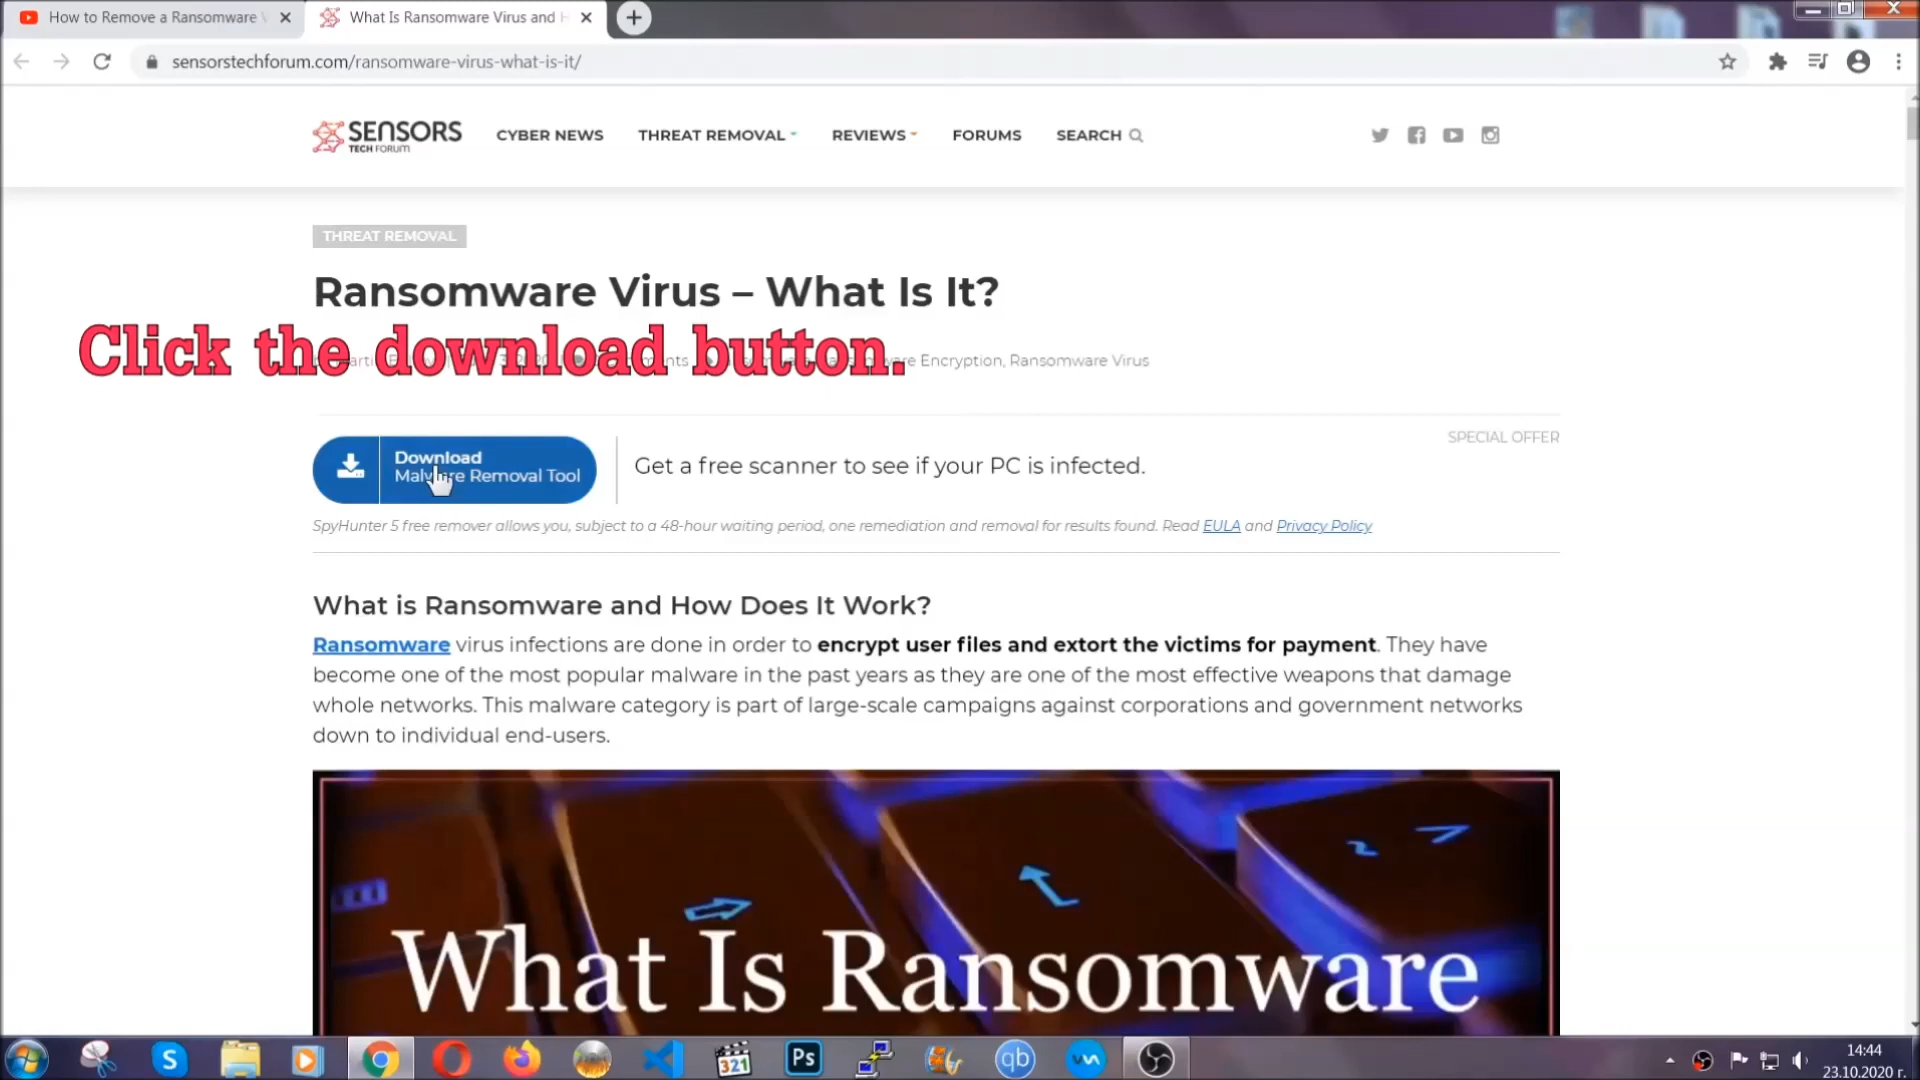 How to Remove a Ransomware
What Is Ransomware Virus and
sensorstechforum.com/ransomware-virus-what-is-it/
SENSORS
TECH FORUM
CYBER NEWS
THREAT REMOVAL
REVIEWS
FORUMS
SEARCH
THREAT REMOVAL
Ransomware Virus – What Is It?
Click the download button.
Encryption, Ransomware Virus
SPECIAL OFFER
Download
Malware Removal Tool
Get a free scanner to see if your PC is infected.
SpyHunter 5 free remover allows you, subject to a 48-hour waiting period, one remediation and removal for results found. Read EULA and Privacy Policy
What is Ransomware and How Does It Work?
Ransomware virus infections are done in order to encrypt user files and extort the victims for payment. They have
become one of the most popular malware in the past years as they are one of the most effective weapons that damage
whole networks. This malware category is part of large-scale campaigns against corporations and government networks
down to individual end-users.
What Is Ransomware
S
321
Ps
qb
14:44
23.10.2020 г.